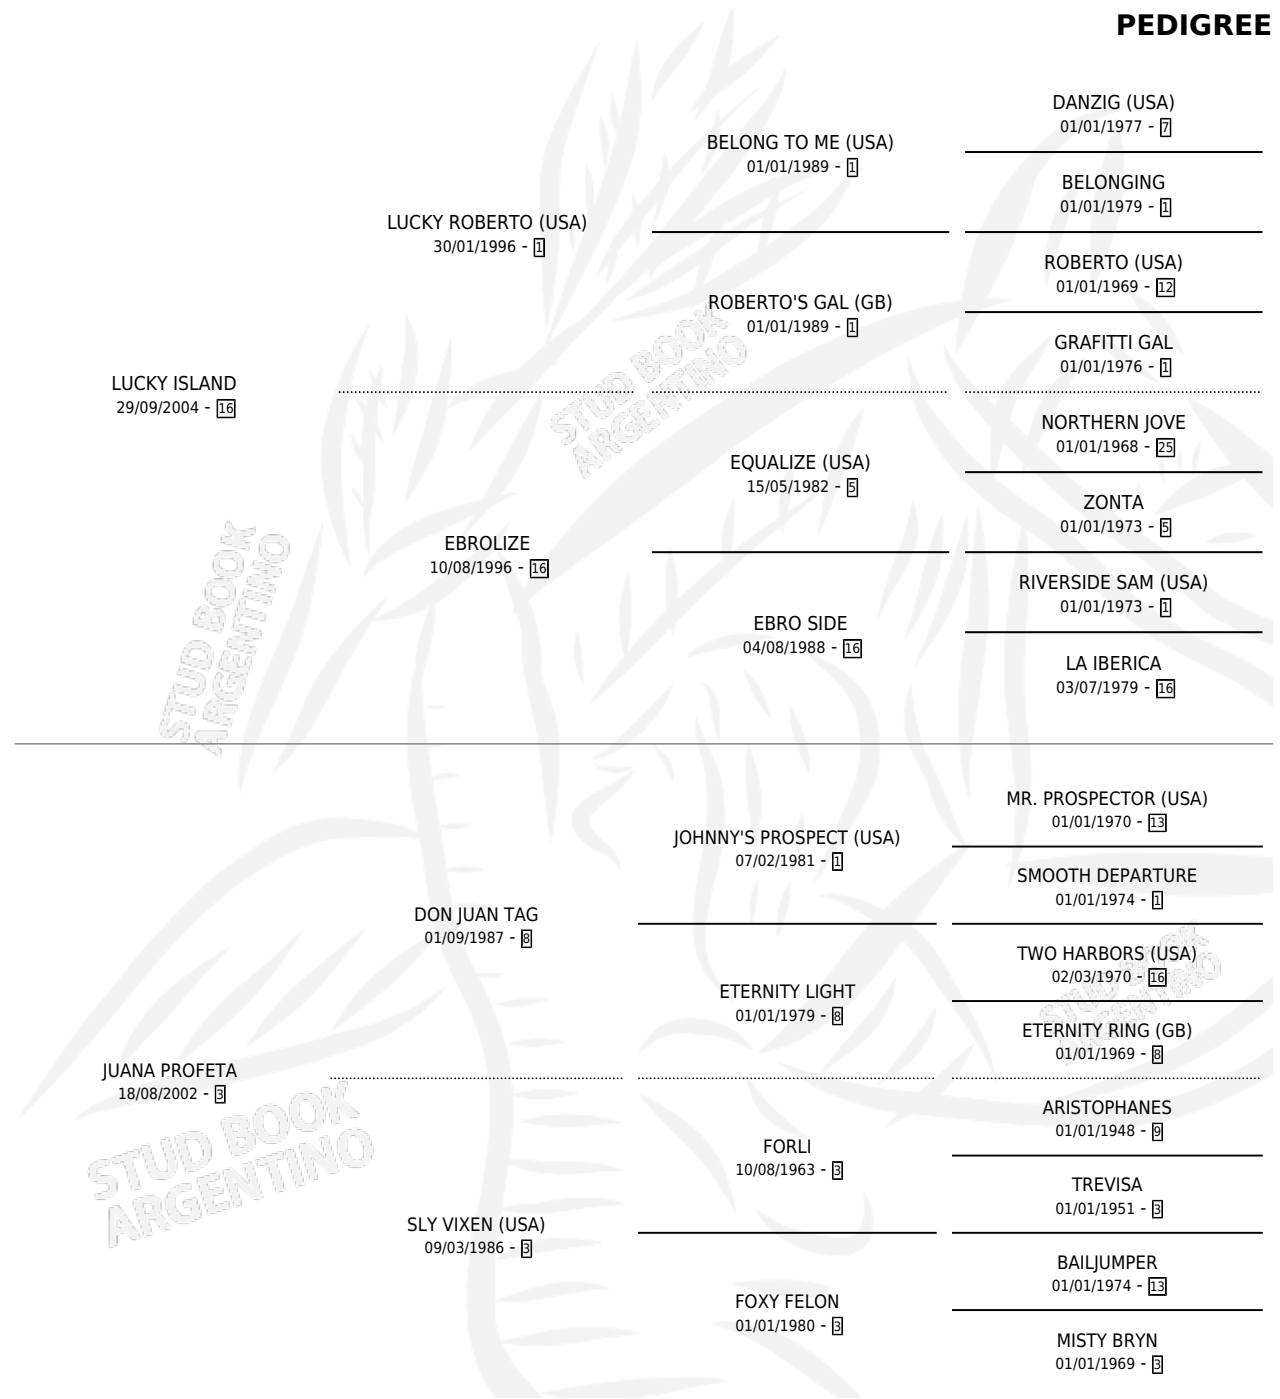 PEDIGREE
DANZIG (USA)
01/01/1977 - 7
BELONG TO ME (USA)
01/01/1989 - 1
BELONGING
01/01/1979 - 1
LUCKY ROBERTO (USA)
30/01/1996 - 1
ROBERTO (USA)
01/01/1969 - 12
ROBERTO'S GAL (GB)
01/01/1989 - 1
GRAFITTI GAL
01/01/1976 - 1
LUCKY ISLAND
29/09/2004 - 16
NORTHERN JOVE
01/01/1968 - 25
EQUALIZE (USA)
15/05/1982 - 5
ZONTA
01/01/1973 - 5
EBROLIZE
10/08/1996 - 16
RIVERSIDE SAM (USA)
01/01/1973 - 1
EBRO SIDE
04/08/1988 - 16
LA IBERICA
03/07/1979 - 16
MR. PROSPECTOR (USA)
01/01/1970 - 13
JOHNNY'S PROSPECT (USA)
07/02/1981 - 1
SMOOTH DEPARTURE
01/01/1974 - 1
DON JUAN TAG
01/09/1987 - 8
TWO HARBORS (USA)
02/03/1970 - 16
ETERNITY LIGHT
01/01/1979 - 8
ETERNITY RING (GB)
01/01/1969 - 8
JUANA PROFETA
18/08/2002 - 3
ARISTOPHANES
01/01/1948 - 9
FORLI
10/08/1963 - 3
TREVISA
01/01/1951 - 3
SLY VIXEN (USA)
09/03/1986 - 3
BAILJUMPER
01/01/1974 - 13
FOXY FELON
01/01/1980 - 3
MISTY BRYN
01/01/1969 - 3
STUD BOOK
ARGENTINO
STUD BOOK
ARGENTINO
STUD BOOK
ARGENTINO
STUD BOOK
ARGENTINO